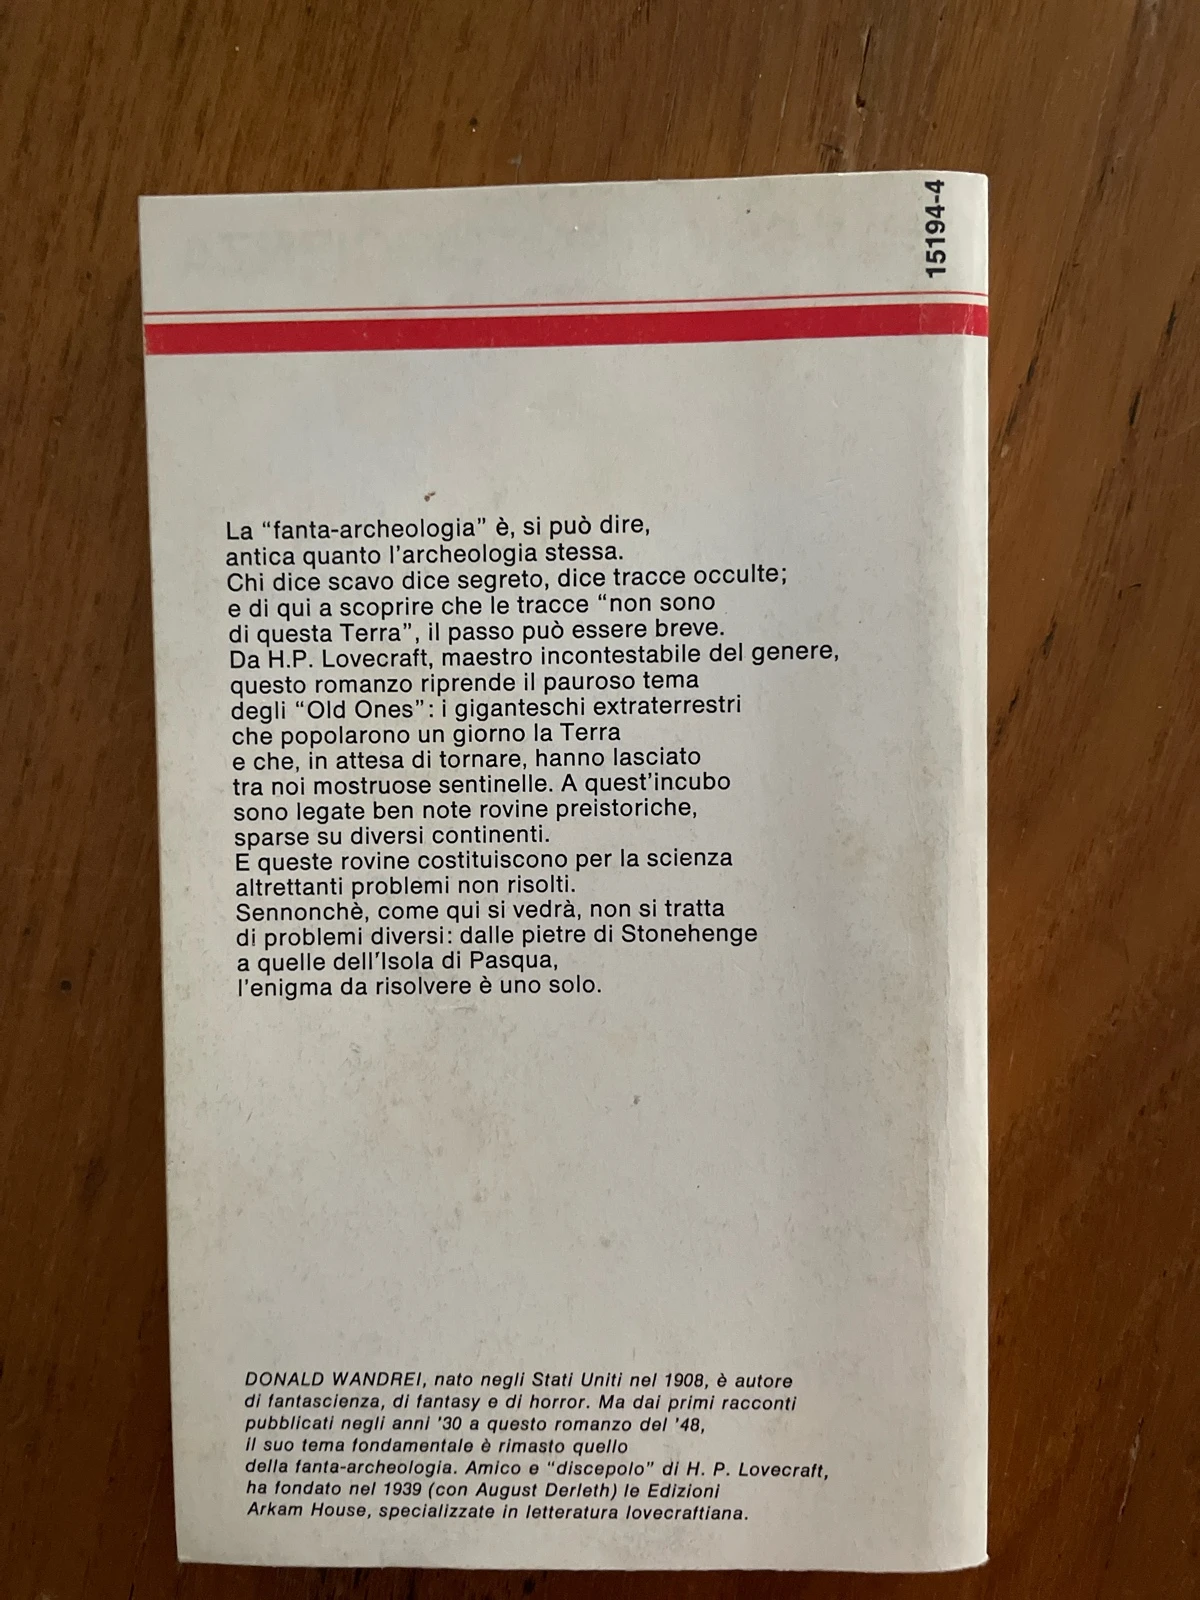 15194-4
La “fanta-archeologia” è, si può dire,
antica quanto l'archeologia stessa.
Chi dice scavo dice segreto, dice tracce occulte;
e di qui a scoprire che le tracce “non sono
di questa Terra”, il passo può essere breve.
Da H.P. Lovecraft, maestro incontestabile del genere,
questo romanzo riprende il pauroso tema
degli “Old Ones”: i giganteschi extraterrestri
che popolarono un giorno la Terra
e che, in attesa di tornare, hanno lasciato
tra noi mostruose sentinelle. A quest'incubo
sono legate ben note rovine preistoriche,
sparse su diversi continenti.
E queste rovine costituiscono per la scienza
altrettanti problemi non risolti.
Sennonchè, come qui si vedrà, non si tratta
di problemi diversi: dalle pietre di Stonehenge
a quelle dell'Isola di Pasqua,
l'enigma da risolvere è uno solo.
DONALD WANDREI, nato negli Stati Uniti nel 1908, è autore
di fantascienza, di fantasy e di horror. Ma dai primi racconti
pubblicati negli anni '30 a questo romanzo del '48,
il suo tema fondamentale è rimasto quello
della fanta-archeologia. Amico e “discepolo” di H. P. Lovecraft,
ha fondato nel 1939 (con August Derleth) le Edizioni
Arkam House, specializzate in letteratura lovecraftiana.